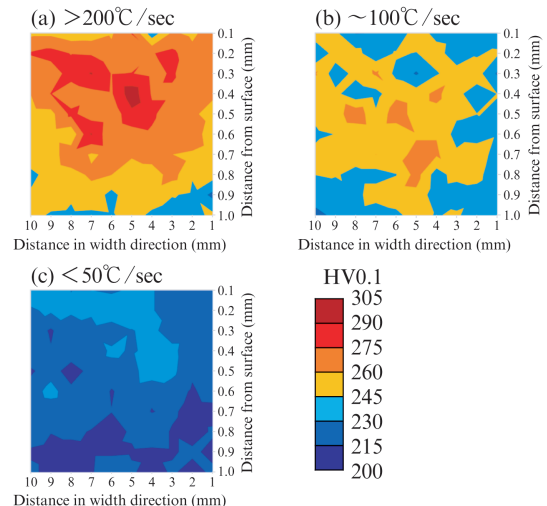 (a) >200℃/sec
(b) ～100℃/sec
0.1
0.2
0.3
0.4
0.5
0.6
0.7
0.8
0.9
1.0
Distance from surface (mm)
10 9 8 7 6 5 4 3 2 1
Distance in width direction (mm)
0.1
0.2
0.3
0.4
0.5
0.6
0.7
0.8
0.9
1.0
Distance from surface (mm)
10 9 8 7 6 5 4 3 2 1
Distance in width direction (mm)
(c) <50℃/sec
0.1
0.2
0.3
0.4
0.5
0.6
0.7
0.8
0.9
1.0
Distance from surface (mm)
10 9 8 7 6 5 4 3 2 1
Distance in width direction (mm)
HV0.1
305
290
275
260
245
230
215
200